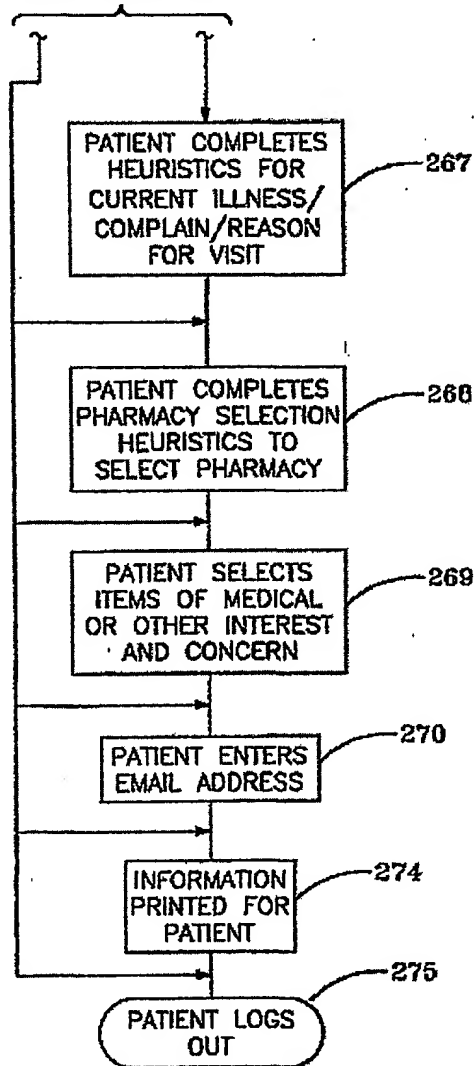 PATIENT COMPLETES
HEURISTICS FOR
CURRENT ILLNESS/
COMPLAIN/REASON
FOR VISIT
267
PATIENT COMPLETES
PHARMACY SELECTION
HEURISTICS TO
SELECT PHARMACY
268
PATIENT SELECTS
ITEMS OF MEDICAL
OR OTHER INTEREST
AND CONCERN
269
PATIENT ENTERS
EMAIL ADDRESS
270
INFORMATION
PRINTED FOR
PATIENT
274
PATIENT LOGS
OUT
275